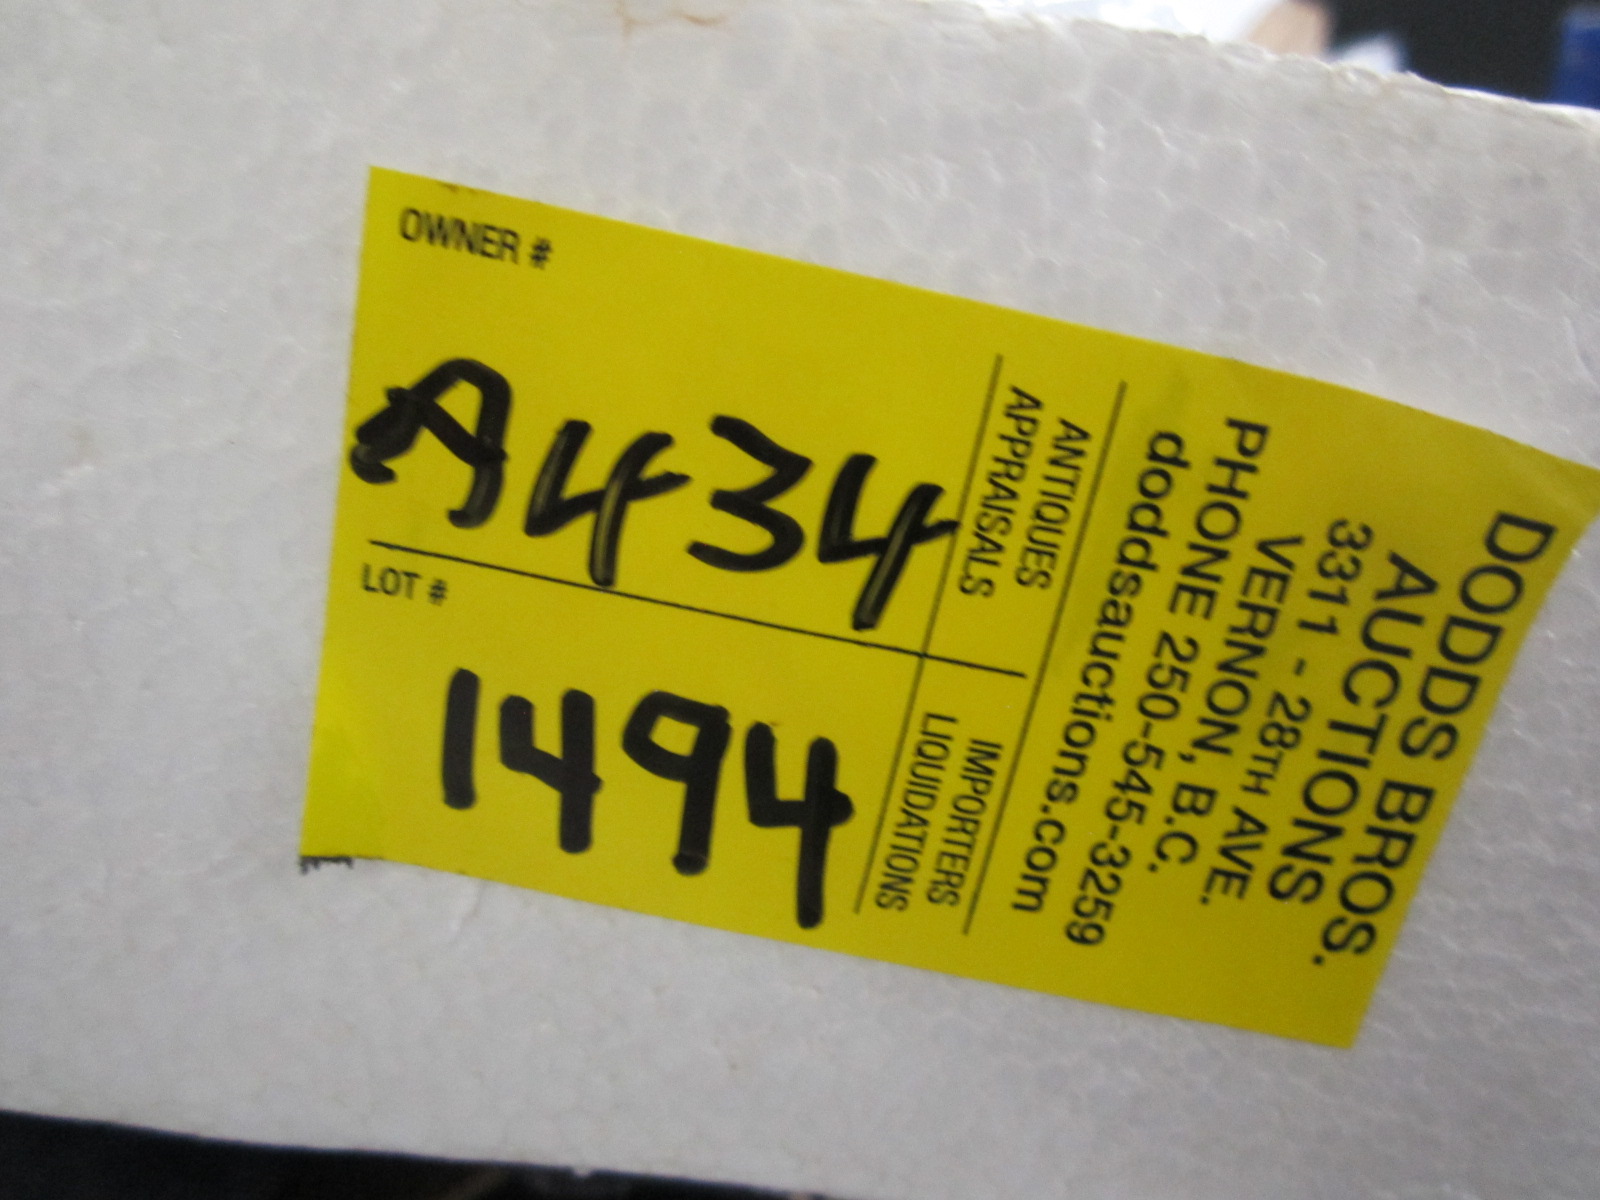 OWNER #
A434
LOT #
1494
DODDS BROS.
AUCTIONS
3311 - 28TH AVE.
VERNON, B.C.
PHONE 250-545-3259
doddsauctions.com
ANTIQUES
APPRAISALS
IMPORTERS
LIQUIDATIONS